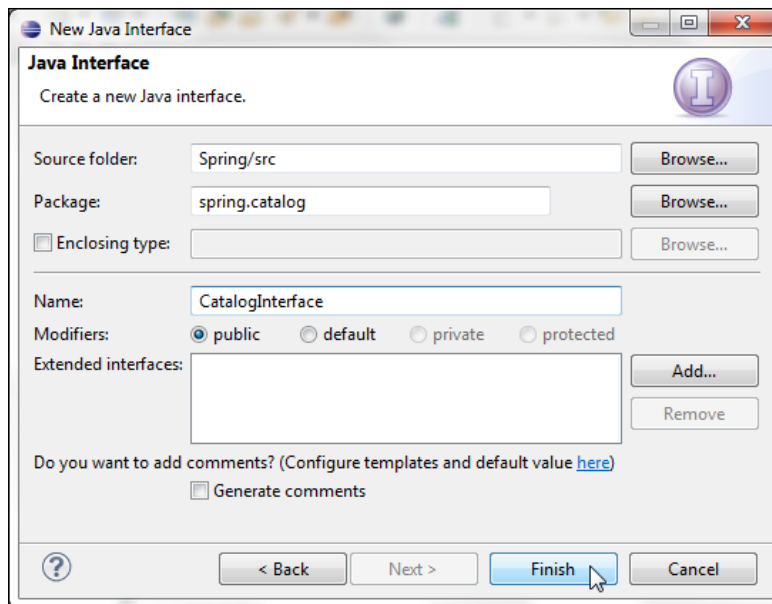 New Java Interface
Java Interface
Create a new Java interface.
I
Source folder: Spring/src Browse...
Package: spring.catalog Browse...
Enclosing type: Browse...
Name: CatalogInterface
Modifiers: public default private protected
Extended interfaces: Add...
Remove
Do you want to add comments? (Configure templates and default value here)
Generate comments
? < Back Next > Finish Cancel